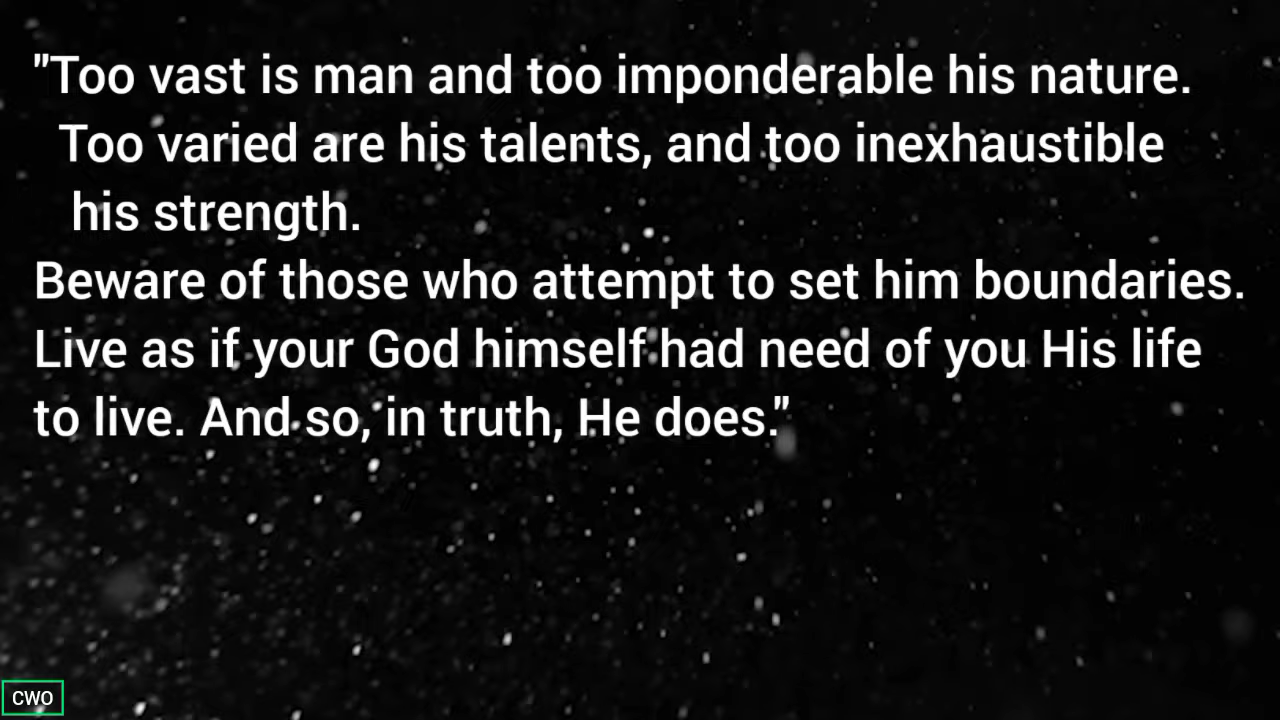 "Too vast is man and too imponderable his nature.
Too varied are his talents, and too inexhaustible
his strength.
Beware of those who attempt to set him boundaries.
Live as if your God himself had need of you His life
to live. And so, in truth, He does."
CWO